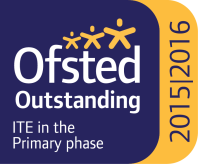 Ofsted
Outstanding
ITE in the
Primary phase
2015|2016